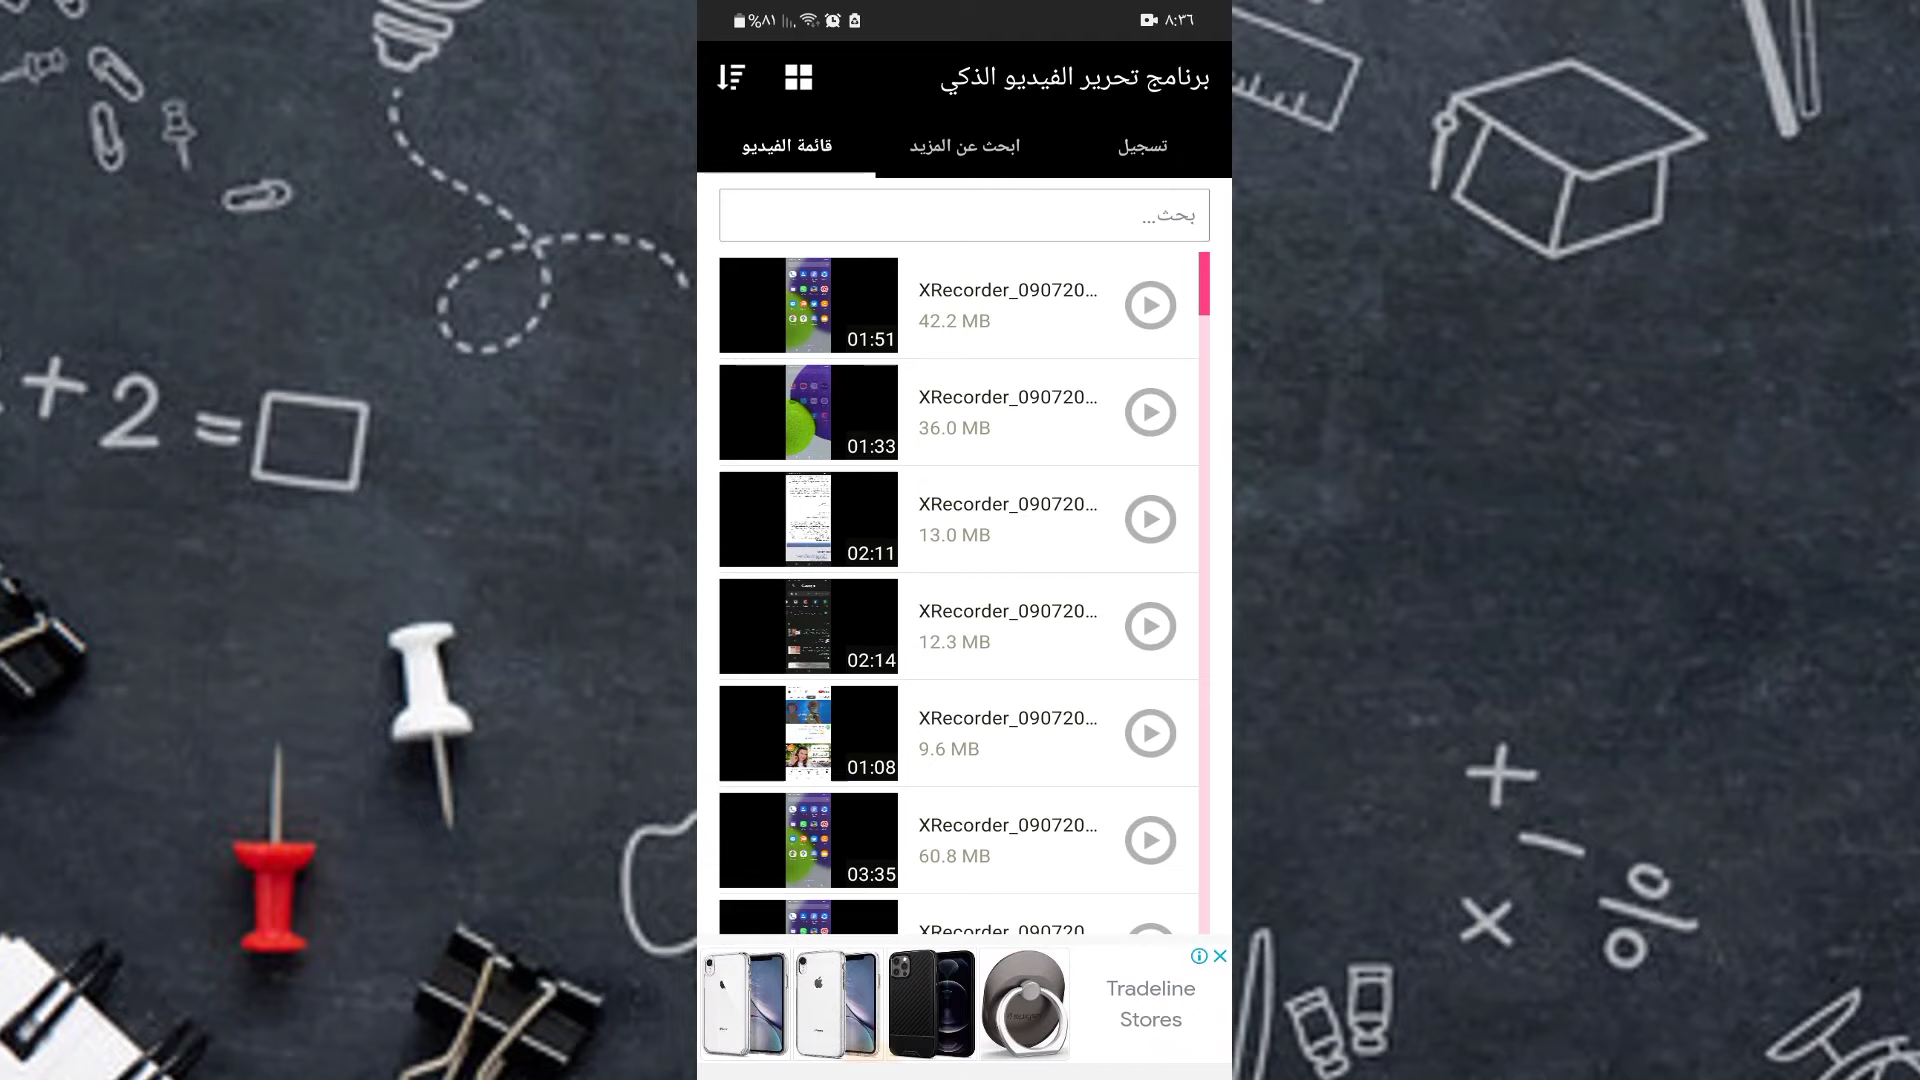 %٨١
٨:٣٦
برنامج تحرير الفيديو الذكي
تسجيل
ابحث عن المزيد
قائمة الفيديو
بحث...
XRecorder_090720...
42.2 MB
01:51
XRecorder_090720...
36.0 MB
01:33
XRecorder_090720...
13.0 MB
02:11
XRecorder_090720...
12.3 MB
02:14
XRecorder_090720...
9.6 MB
01:08
XRecorder_090720...
60.8 MB
03:35
XRecorder_090720
Tradeline
Stores
+ 2 =
+
−
×
%